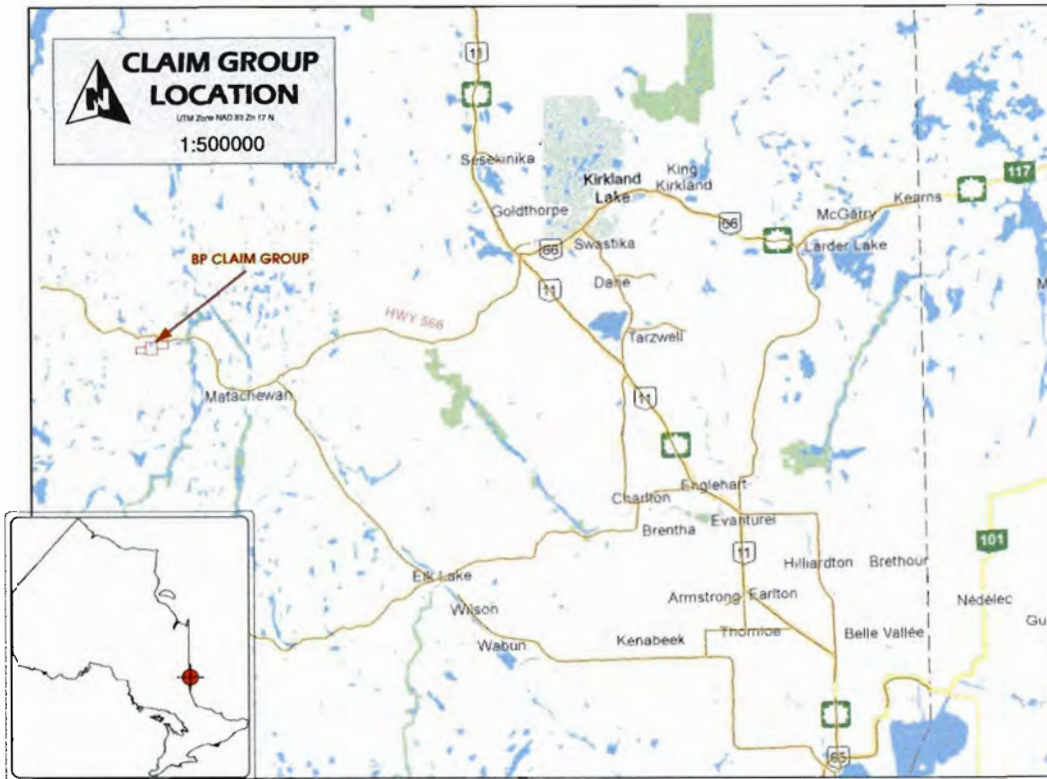 CLAIM GROUP
LOCATION
UTM Zone NAD 83 Zn 17 N
1:500000
N
11
Sesekinika
Kirkland
Lake
King
Kirkland
117
Kearns
McGarry
Goldthorpe
66
66
Swastika
Larder Lake
BP CLAIM GROUP
Dane
11
HWY 566
Tarzwell
Matachewan
11
Englehart
Charlton
Evanturel
Brentha
101
11
Hilliardton
Brethour
Elk Lake
Armstrong
Earlton
Nédélec
Wilson
Gu
Kenabeek
Thornloe
Belle Vallée
Wabun
65
M